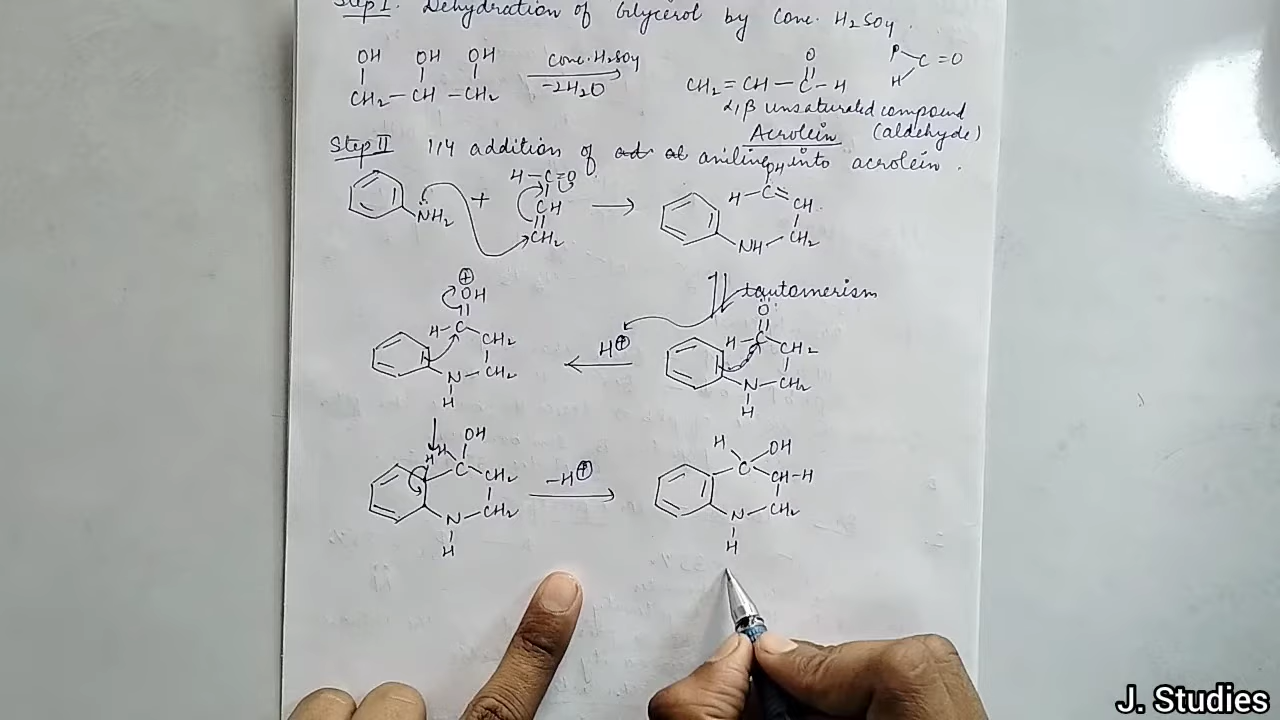 Step I. Dehydration of Glycerol by Conc. H2SO4.
OH OH OH
CH2 – CH – CH2
Conc. H2SO4
-2H2O
O
CH2 = CH – C – H
R
C = O
H
α,β unsaturated compound
Acrolein (aldehyde)
Step II 1,4 addition of aniline into acrolein.
NH2
+
H – C = O
CH
CH2
OH
H – C = CH
NH – CH2
tautomerism
⊕
OH
H – C
CH2
N – CH2
H
H
H⊕
O
H – C
CH2
N – CH2
H
OH
H
H
C
CH2
N – CH2
H
-H⊕
H
OH
C
CH-H
N – CH2
H
J. Studies